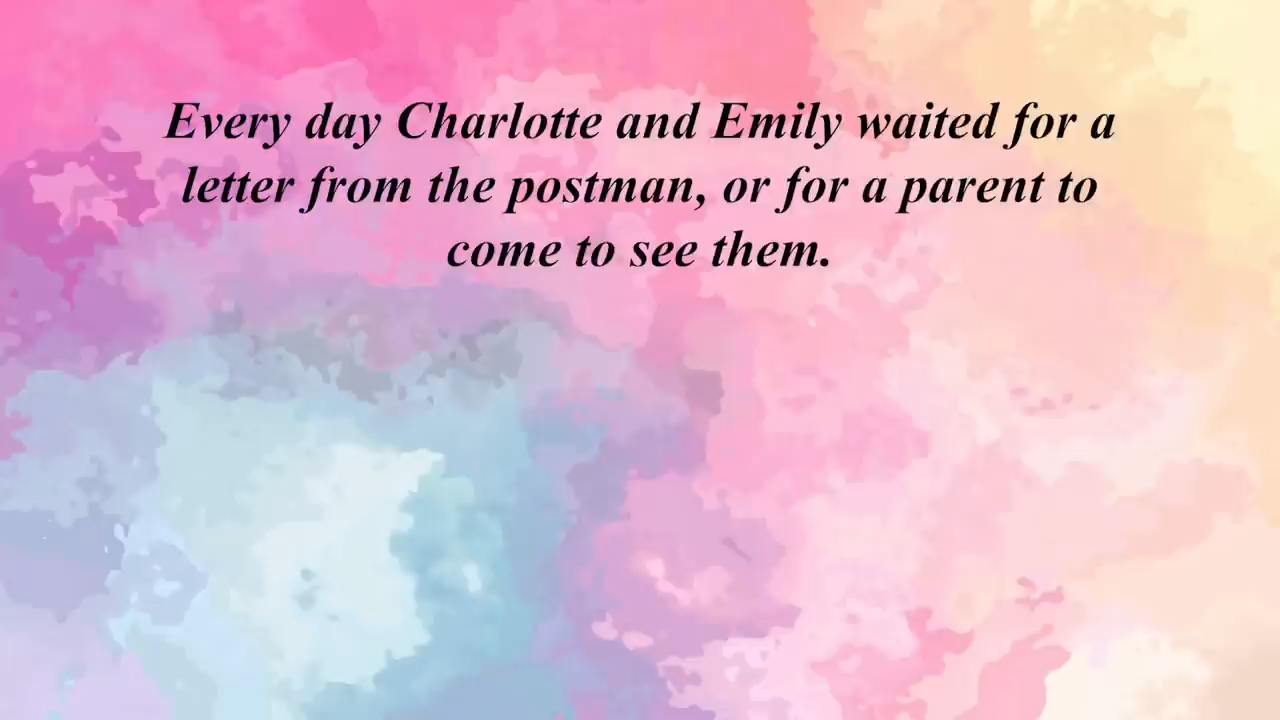 Every day Charlotte and Emily waited for a
letter from the postman, or for a parent to
come to see them.